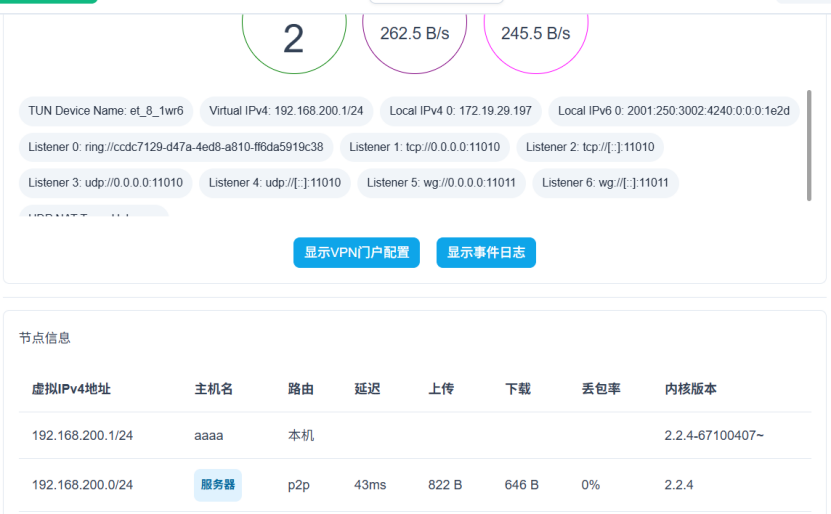 2
262.5 B/s
245.5 B/s
TUN Device Name: et_8_1wr6
Virtual IPv4: 192.168.200.1/24
Local IPv4 0: 172.19.29.197
Local IPv6 0: 2001:250:3002:4240:0:0:0:1e2d
Listener 0: ring://ccdc7129-d47a-4ed8-a810-ff6da5919c38
Listener 1: tcp://0.0.0.0:11010
Listener 2: tcp://[::]:11010
Listener 3: udp://0.0.0.0:11010
Listener 4: udp://[::]:11010
Listener 5: wg://0.0.0.0:11011
Listener 6: wg://[::]:11011
显示VPN门户配置
显示事件日志
节点信息
虚拟IPv4地址 主机名 路由 延迟 上传 下载 丢包率 内核版本
192.168.200.1/24 aaaa 本机 2.2.4-67100407~
192.168.200.0/24 服务器 p2p 43ms 822 B 646 B 0% 2.2.4